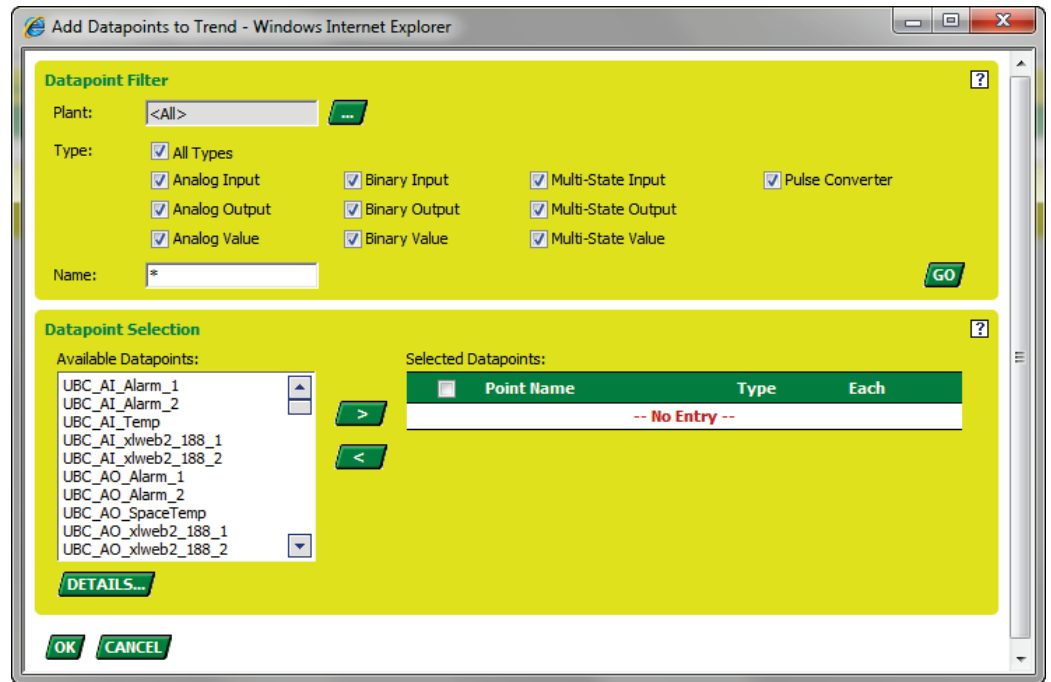 Add Datapoints to Trend - Windows Internet Explorer
Datapoint Filter
?
Plant:
<All>
...
Type:
All Types
Analog Input
Binary Input
Multi-State Input
Pulse Converter
Analog Output
Binary Output
Multi-State Output
Analog Value
Binary Value
Multi-State Value
Name:
*
GO
Datapoint Selection
?
Available Datapoints:
Selected Datapoints:
UBC_AI_Alarm_1
UBC_AI_Alarm_2
UBC_AI_Temp
UBC_AI_xlweb2_188_1
UBC_AI_xlweb2_188_2
UBC_AO_Alarm_1
UBC_AO_Alarm_2
UBC_AO_SpaceTemp
UBC_AO_xlweb2_188_1
UBC_AO_xlweb2_188_2
>
<
Point Name Type Each
-- No Entry --
DETAILS...
OK
CANCEL